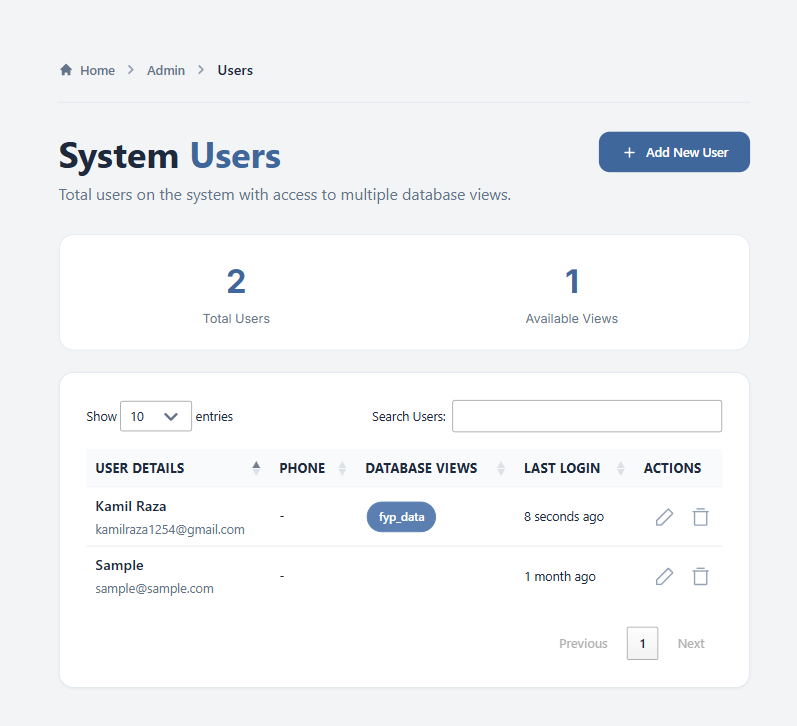 Home > Admin > Users
System Users
+ Add New User
Total users on the system with access to multiple database views.
2 1
Total Users Available Views
Show 10 entries Search Users:
USER DETAILS PHONE DATABASE VIEWS LAST LOGIN ACTIONS
Kamil Raza
kamilraza1254@gmail.com - fyp_data 8 seconds ago
Sample
sample@sample.com - 1 month ago
Previous 1 Next